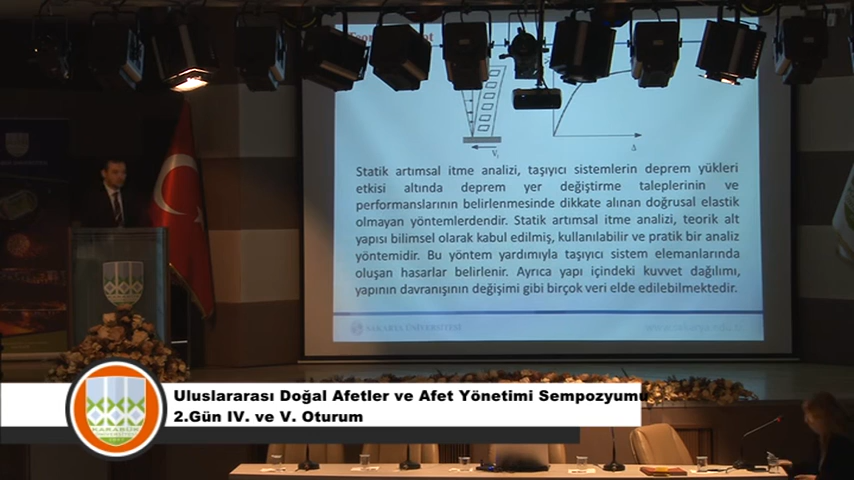 Statik artımsal itme analizi, taşıyıcı sistemlerin deprem yükleri
etkisi altında deprem yer değiştirme taleplerinin ve
performanslarının belirlenmesinde dikkate alınan doğrusal elastik
olmayan yöntemlerdendir. Statik artımsal itme analizi, teorik alt
yapısı bilimsel olarak kabul edilmiş, kullanılabilir ve pratik bir analiz
yöntemidir. Bu yöntem yardımıyla taşıyıcı sistem elemanlarında
oluşan hasarlar belirlenir. Ayrıca yapı içindeki kuvvet dağılımı,
yapının davranışının değişimi gibi birçok veri elde edilebilmektedir.
SAKARYA ÜNİVERSİTESİ
Uluslararası Doğal Afetler ve Afet Yönetimi Sempozyumu
2.Gün IV. ve V. Oturum
KARABÜK